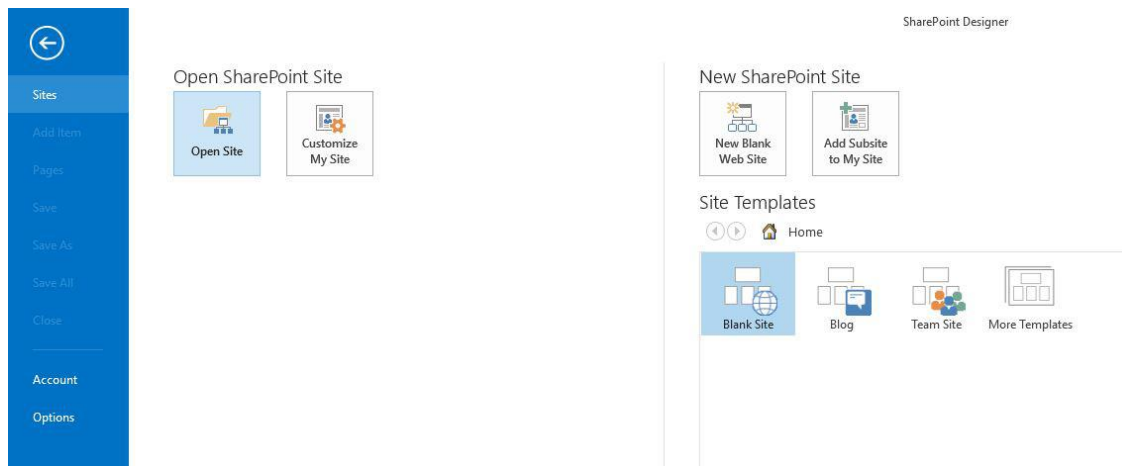 SharePoint Designer
Sites
Add Item
Pages
Save
Save As
Save All
Close
Account
Options
Open SharePoint Site
Open Site
Customize
My Site
New SharePoint Site
New Blank
Web Site
Add Subsite
to My Site
Site Templates
Home
Blank Site
Blog
Team Site
More Templates